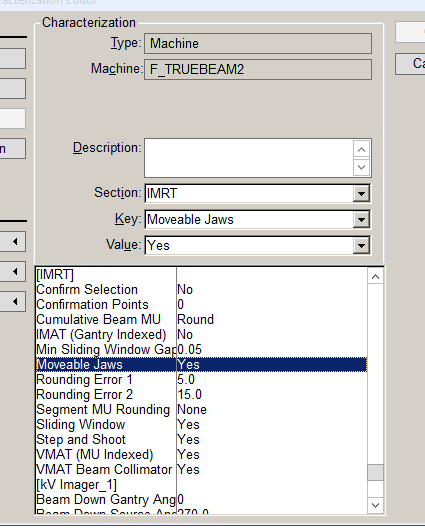 Characterization Editor
Characterization
Type: Machine
Machine: F_TRUEBEAM2
Description:
Section: IMRT
Key: Moveable Jaws
Value: Yes
[IMRT]
Confirm Selection No
Confirmation Points 0
Cumulative Beam MU Round
IMAT (Gantry Indexed) No
Min Sliding Window Gap 0.05
Moveable Jaws Yes
Rounding Error 1 5.0
Rounding Error 2 15.0
Segment MU Rounding None
Sliding Window Yes
Step and Shoot Yes
VMAT (MU Indexed) Yes
VMAT Beam Collimator Yes
[kV Imager_1]
Beam Down Gantry Ang 0
Beam Down Source Ang 270.0
Ca
n